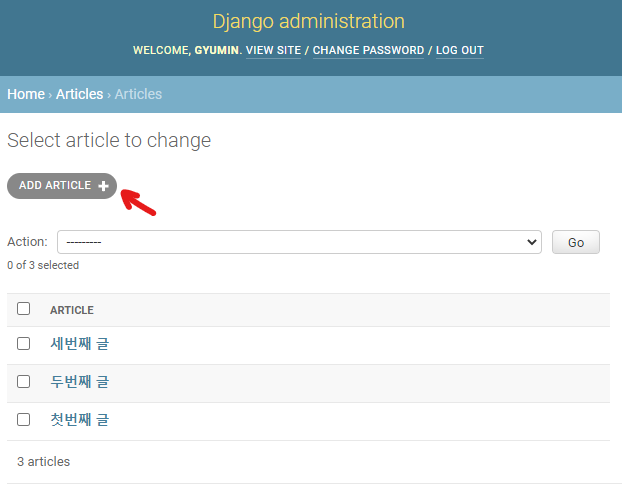 Django administration
WELCOME, GYUMIN. VIEW SITE / CHANGE PASSWORD / LOG OUT
Home › Articles › Articles
Select article to change
ADD ARTICLE +
Action: --------- Go
0 of 3 selected
ARTICLE
세번째 글
두번째 글
첫번째 글
3 articles